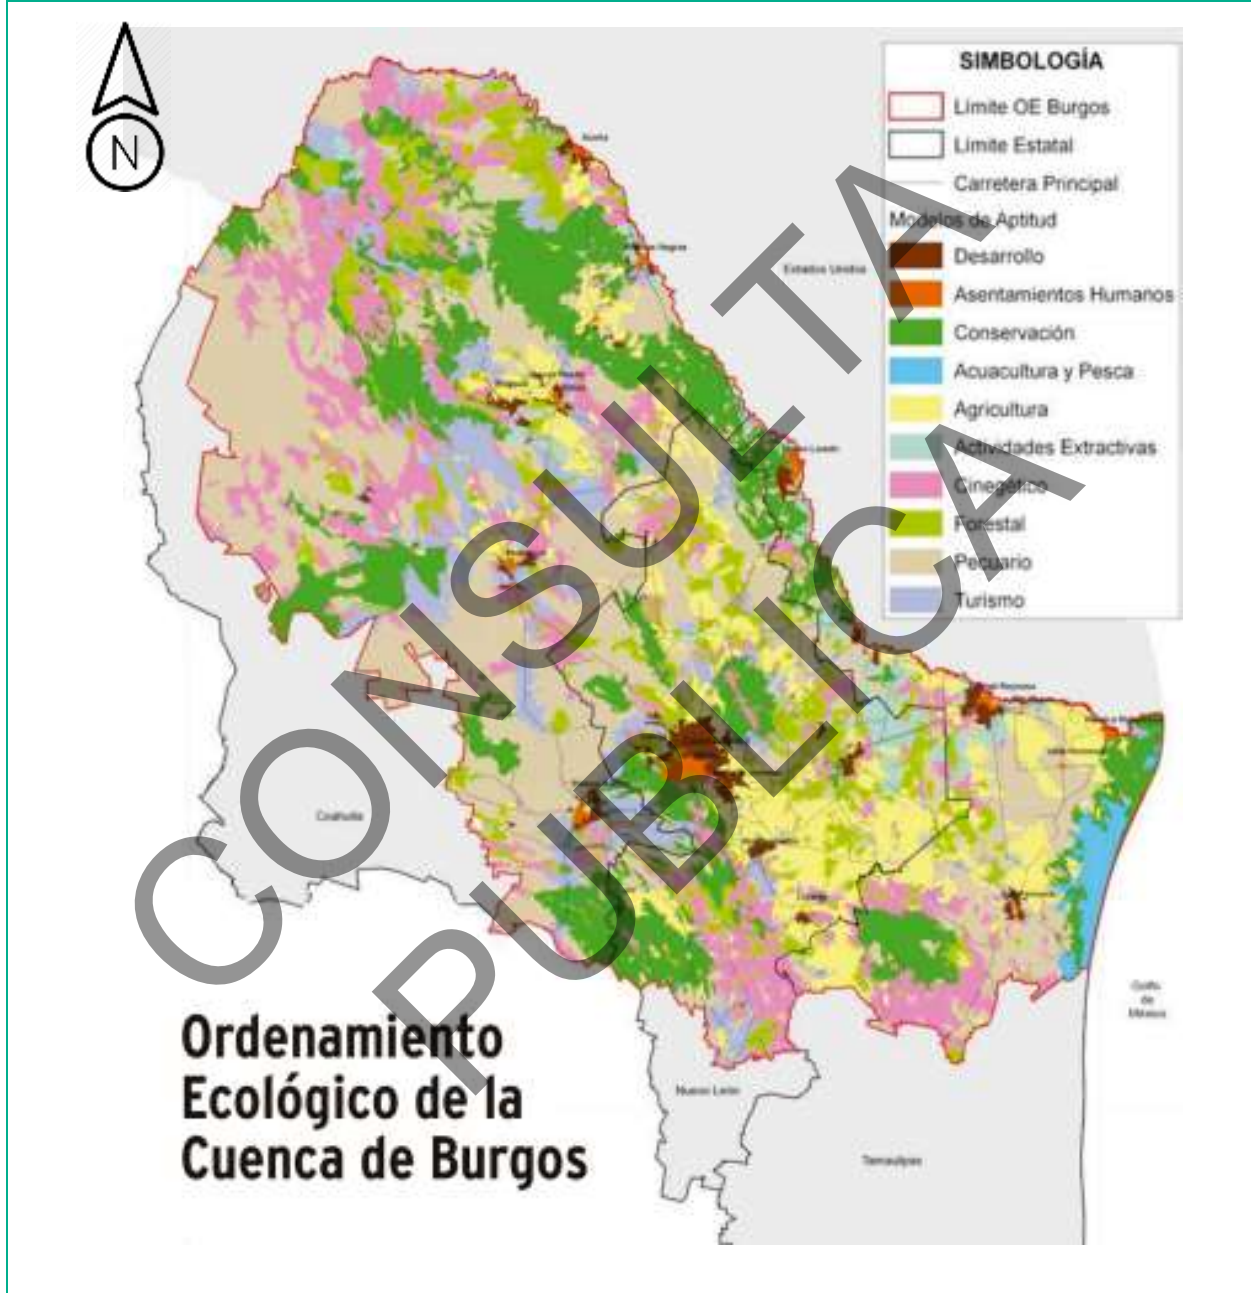 N
SIMBOLOGÍA
Límite OE Burgos
Límite Estatal
Carretera Principal
Modelos de Aptitud
Desarrollo
Asentamientos Humanos
Conservación
Acuacultura y Pesca
Agricultura
Actividades Extractivas
Cinegético
Forestal
Pecuario
Turismo
Estados Unidos
Coahuila
Golfo
de
México
Nuevo León
Tamaulipas
Ordenamiento
Ecológico de la
Cuenca de Burgos
CONSULTA
PUBLICA